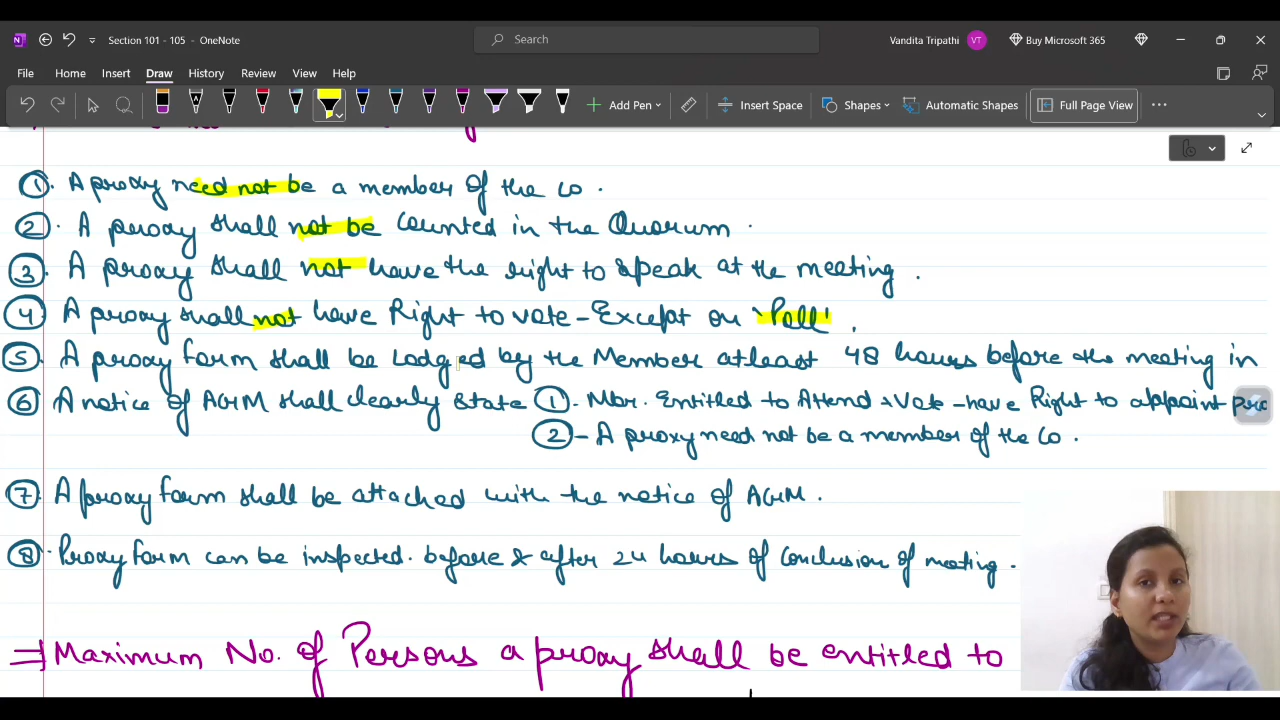 Section 101 - 105 - OneNote
Search
Vandita Tripathi VT
Buy Microsoft 365
File Home Insert Draw History Review View Help
Add Pen Insert Space Shapes Automatic Shapes Full Page View
① A proxy need not be a member of the co.
②. A proxy shall not be counted in the Quorum.
③ A proxy shall not have the right to speak at the meeting.
④ A proxy shall not have Right to vote - Except on 'Poll'.
⑤ A proxy form shall be Lodged by the Member atleast 48 hours before the meeting in
⑥ A notice of AGM shall clearly state ①. Mbr. Entitled to Attend + Vote - have Right to appoint
② - A proxy need not be a member of the Co.
⑦. A proxy form shall be attached with the notice of AGM.
⑧. Proxy form can be inspected. before & after 24 hours of conclusion of meeting.
⇒ Maximum No. of Persons a proxy shall be entitled to